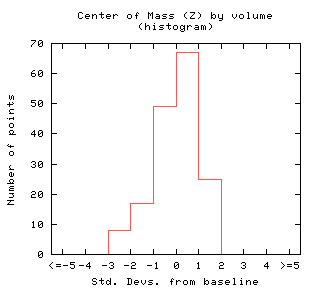 Center of Mass (Z) by volume
(histogram)
70
60
50
40
30
20
10
0
Number of points
<=-5 -4 -3 -2 -1 0 1 2 3 4 >=5
Std. Devs. from baseline